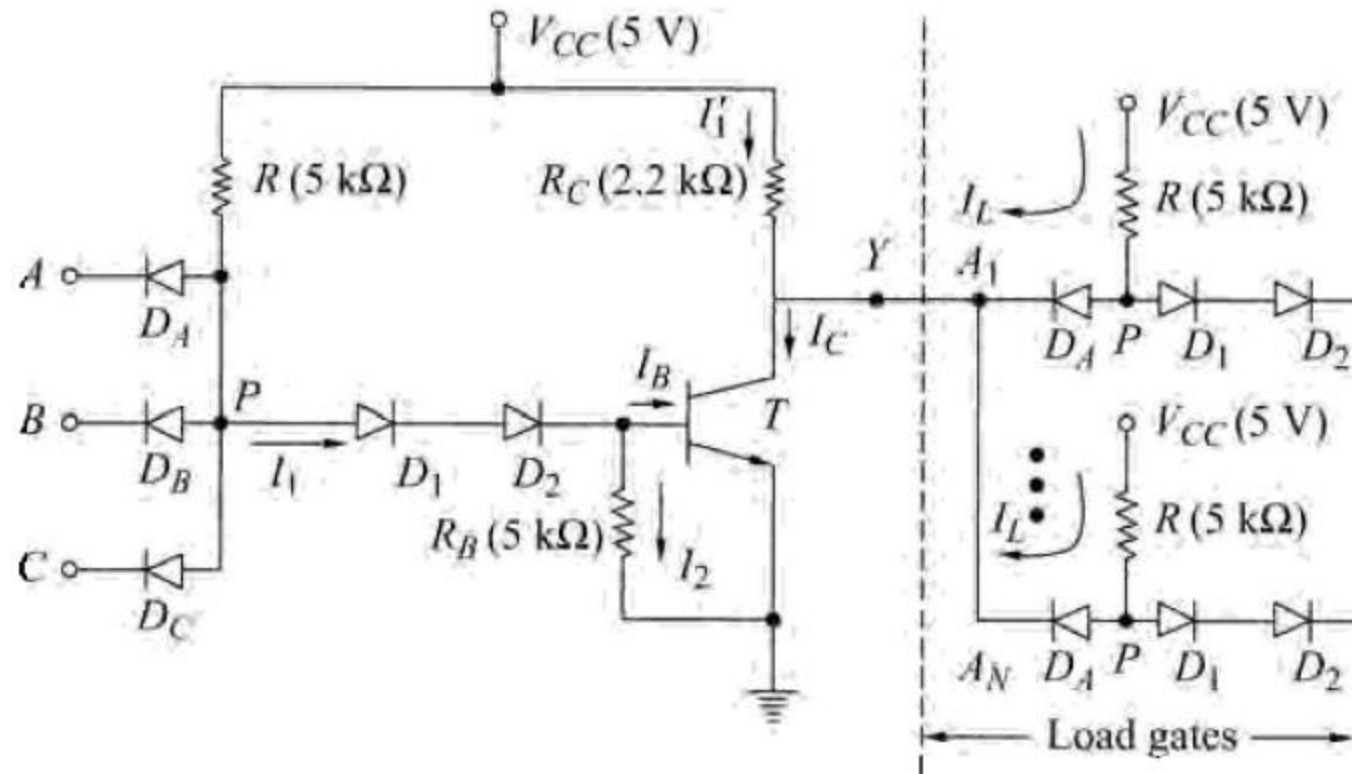 V_CC (5 V)
I'_1
V_CC (5 V)
R (5 kΩ)
R_C (2.2 kΩ)
I_L
R (5 kΩ)
A
D_A
Y
A_1
D_A
P
D_1
D_2
I_C
B
D_B
P
I_1
D_1
D_2
I_B
T
V_CC (5 V)
R_B (5 kΩ)
I_2
I_L
R (5 kΩ)
C
D_C
A_N
D_A
P
D_1
D_2
Load gates